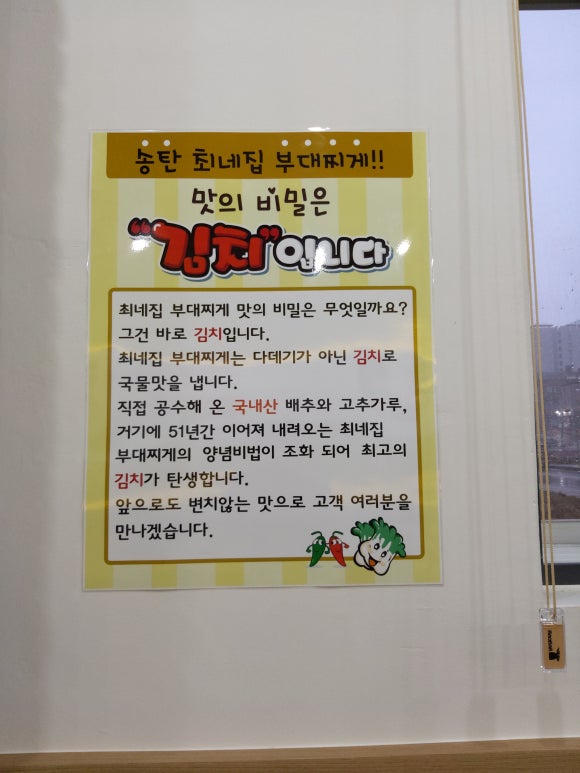 송탄 최네집 부대찌게!!
맛의 비밀은
“김치”입니다
최네집 부대찌게 맛의 비밀은 무엇일까요?
그건 바로 김치입니다.
최네집 부대찌게는 다데기가 아닌 김치로
국물맛을 냅니다.
직접 공수해 온 국내산 배추와 고추가루,
거기에 51년간 이어져 내려오는 최네집
부대찌게의 양념비법이 조화 되어 최고의
김치가 탄생합니다.
앞으로도 변치않는 맛으로 고객 여러분을
만나겠습니다.